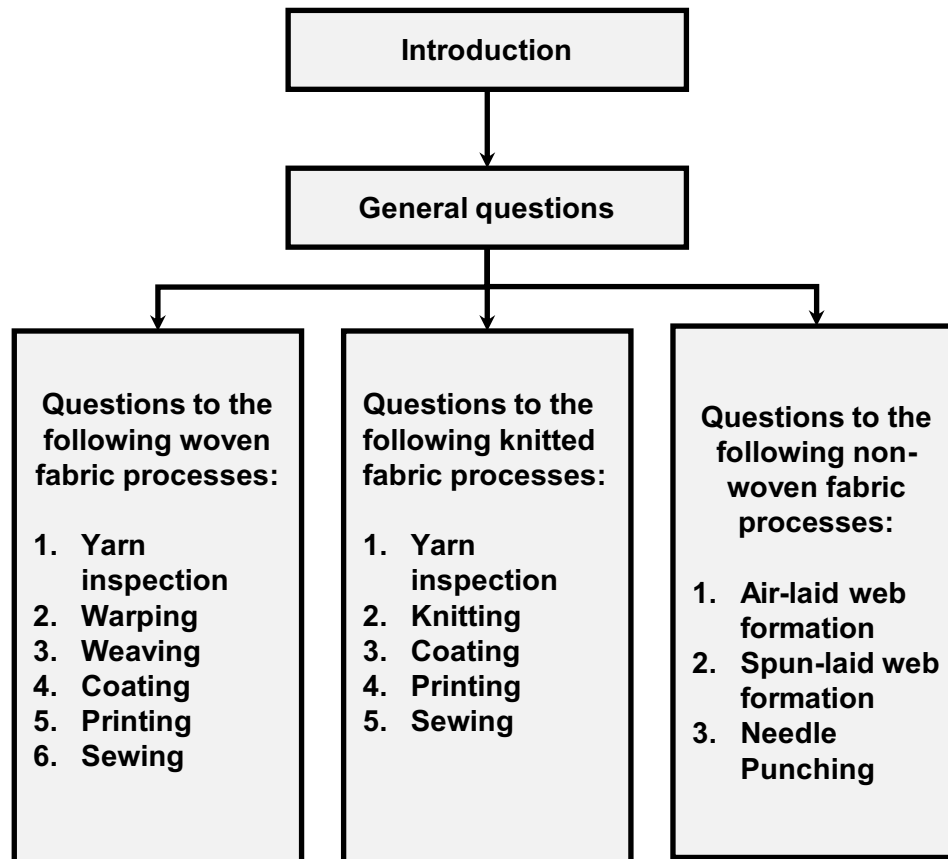 Introduction
General questions
Questions to the
following woven
fabric processes:
1. Yarn
inspection
2. Warping
3. Weaving
4. Coating
5. Printing
6. Sewing
Questions to the
following knitted
fabric processes:
1. Yarn
inspection
2. Knitting
3. Coating
4. Printing
5. Sewing
Questions to the
following non-
woven fabric
processes:
1. Air-laid web
formation
2. Spun-laid web
formation
3. Needle
Punching